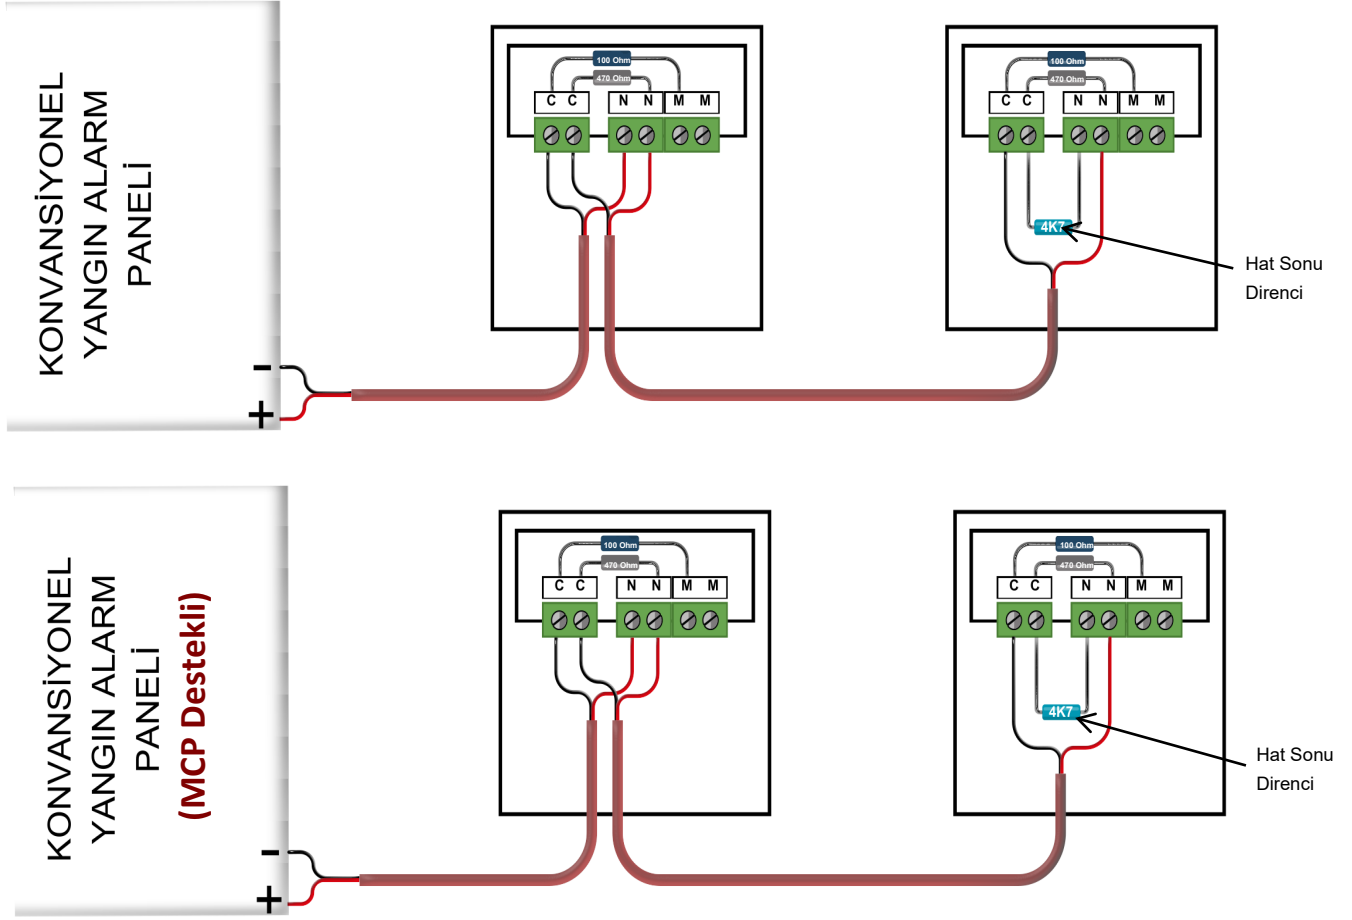 KONVANSİYONEL
YANGIN ALARM
PANELİ
-
+
100 Ohm
470 Ohm
C C N N M M
100 Ohm
470 Ohm
C C N N M M
4K7
Hat Sonu
Direnci
KONVANSİYONEL
YANGIN ALARM
PANELİ
(MCP Destekli)
-
+
100 Ohm
470 Ohm
C C N N M M
100 Ohm
470 Ohm
C C N N M M
4K7
Hat Sonu
Direnci